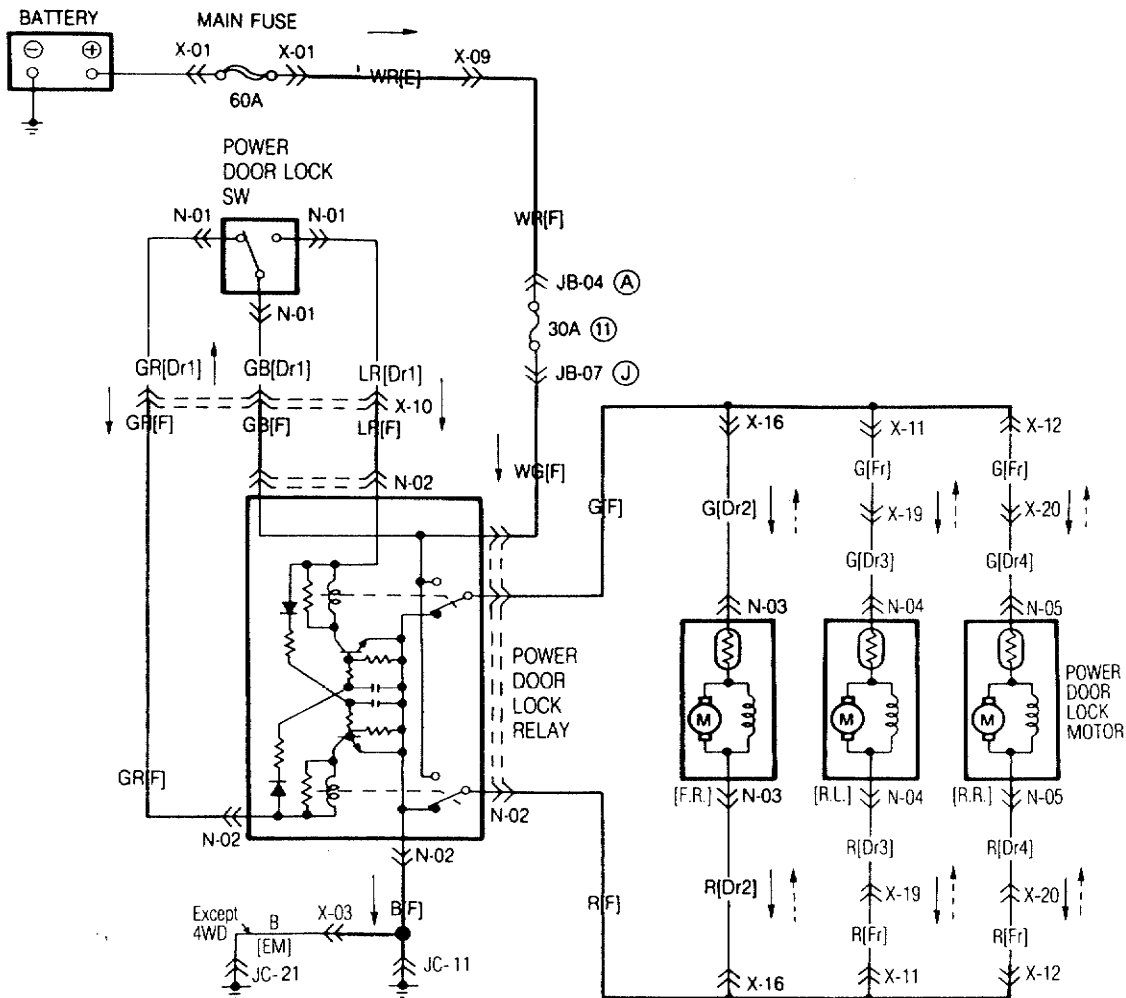 BATTERY
MAIN FUSE
X-01
X-01
X-09
WR[E]
60A
POWER
DOOR LOCK
SW
N-01
N-01
N-01
WR[F]
JB-04 Ⓐ
30A ⑪
JB-07 Ⓙ
GR[Dr1]
GB[Dr1]
LR[Dr1]
X-10
GR[F]
GB[F]
LR[F]
N-02
WG[F]
G[F]
X-16
X-11
X-12
G[Fr]
G[Fr]
G[Dr2]
X-19
X-20
G[Dr3]
G[Dr4]
N-03
N-04
N-05
POWER
DOOR
LOCK
RELAY
M
M
M
POWER
DOOR
LOCK
MOTOR
GR[F]
[F.R.]
N-03
[R.L.]
N-04
[R.R.]
N-05
N-02
N-02
N-02
R[Dr3]
R[Dr4]
R[Dr2]
R[F]
X-19
X-20
Except
4WD
B
[EM]
X-03
B[F]
R[Fr]
R[Fr]
JC-21
JC-11
X-16
X-11
X-12